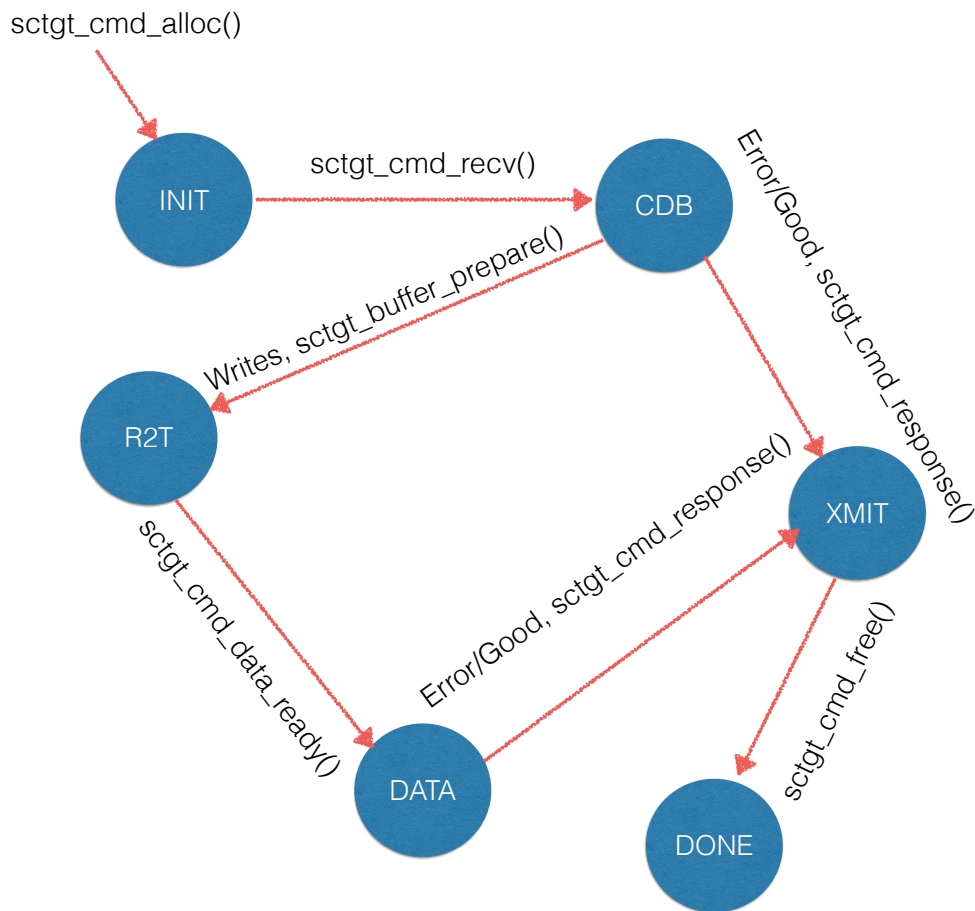 sctgt_cmd_alloc()
INIT
sctgt_cmd_recv()
CDB
Error/Good, sctgt_cmd_response()
Writes, sctgt_buffer_prepare()
R2T
XMIT
sctgt_cmd_data_ready()
Error/Good, sctgt_cmd_response()
sctgt_cmd_free()
DATA
DONE